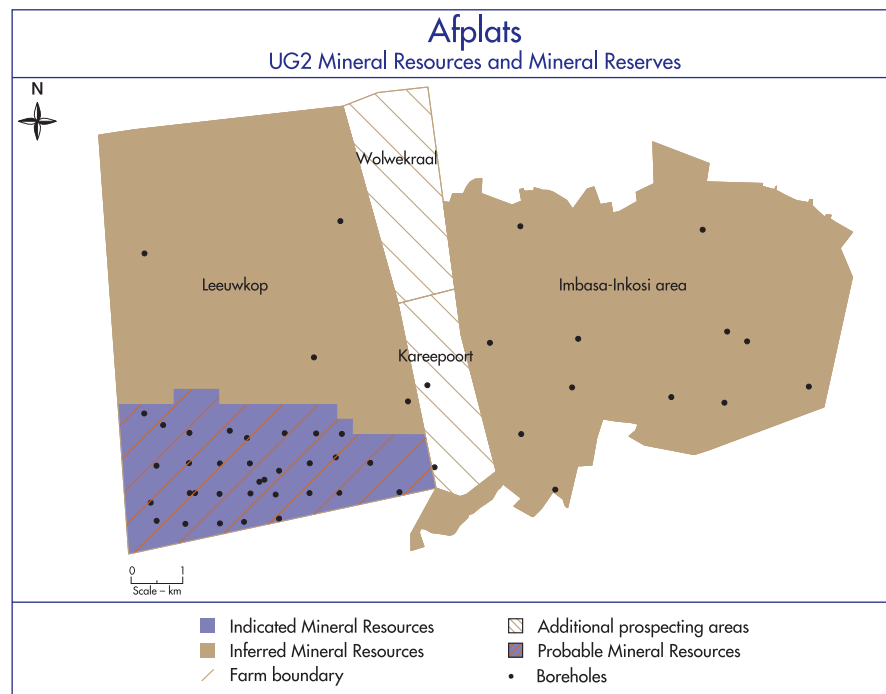 Afplats
UG2 Mineral Resources and Mineral Reserves
N
Wolwekraal
Leeuwkop
Imbasa-Inkosi area
Kareepoort
0 1
Scale – km
Indicated Mineral Resources
Inferred Mineral Resources
Farm boundary
Additional prospecting areas
Probable Mineral Resources
Boreholes